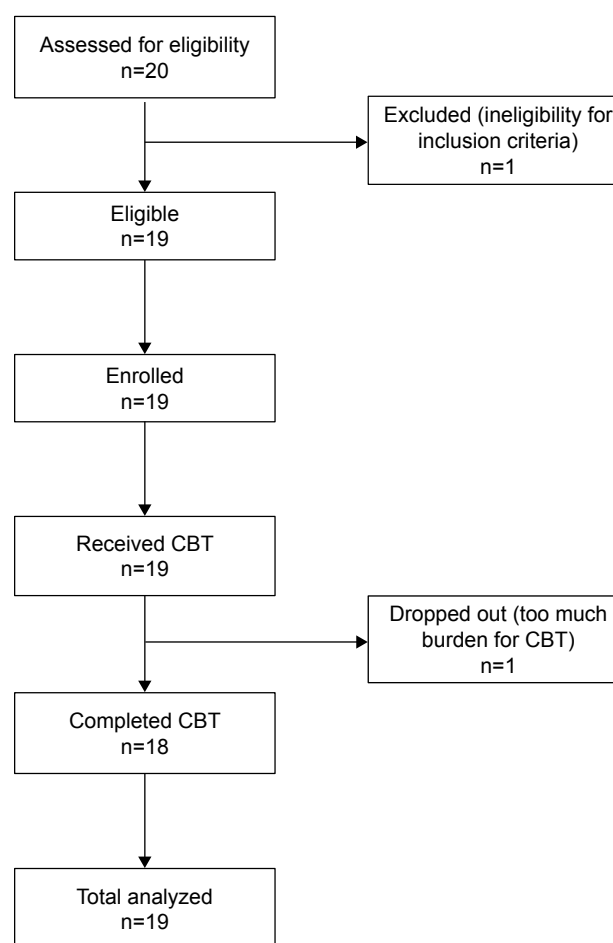 Assessed for eligibility
n=20
Excluded (ineligibility for
inclusion criteria)
n=1
Eligible
n=19
Enrolled
n=19
Received CBT
n=19
Dropped out (too much
burden for CBT)
n=1
Completed CBT
n=18
Total analyzed
n=19